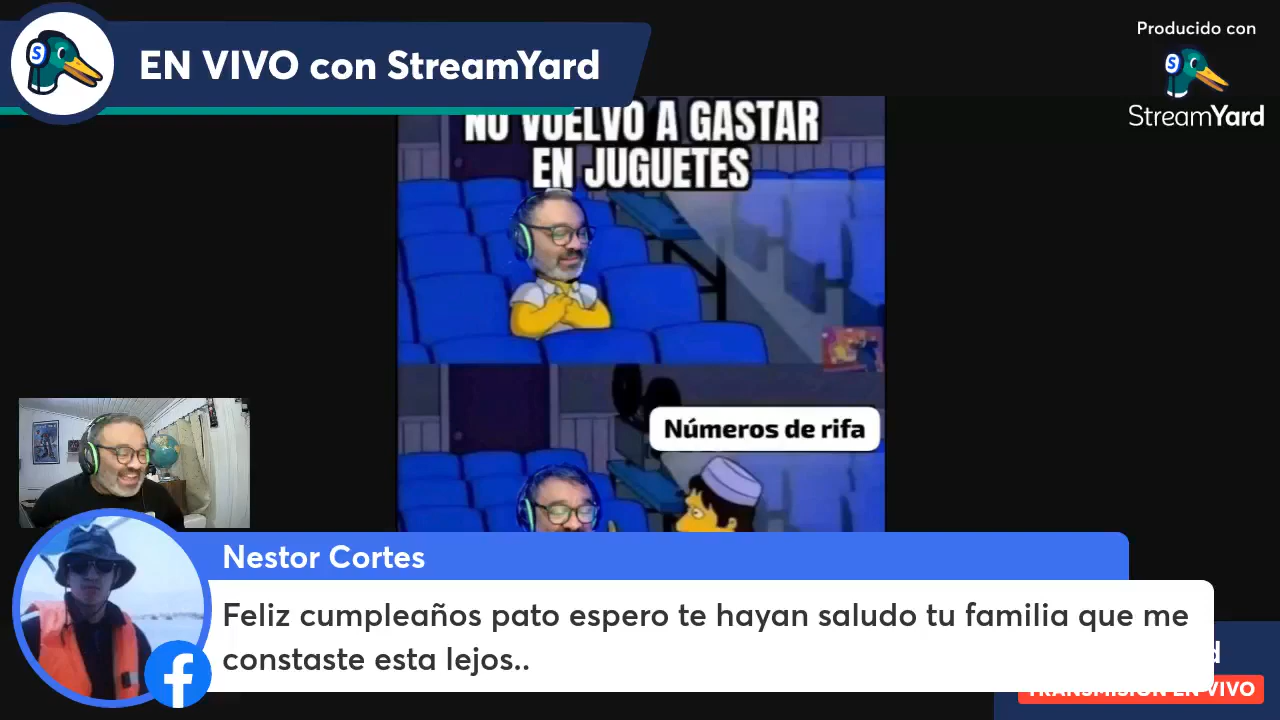 EN VIVO con StreamYard
Producido con
StreamYard
NO VUELVO A GASTAR
EN JUGUETES
Números de rifa
Nestor Cortes
Feliz cumpleaños pato espero te hayan saludo tu familia que me
constaste esta lejos..
TRANSMISIÓN EN VIVO